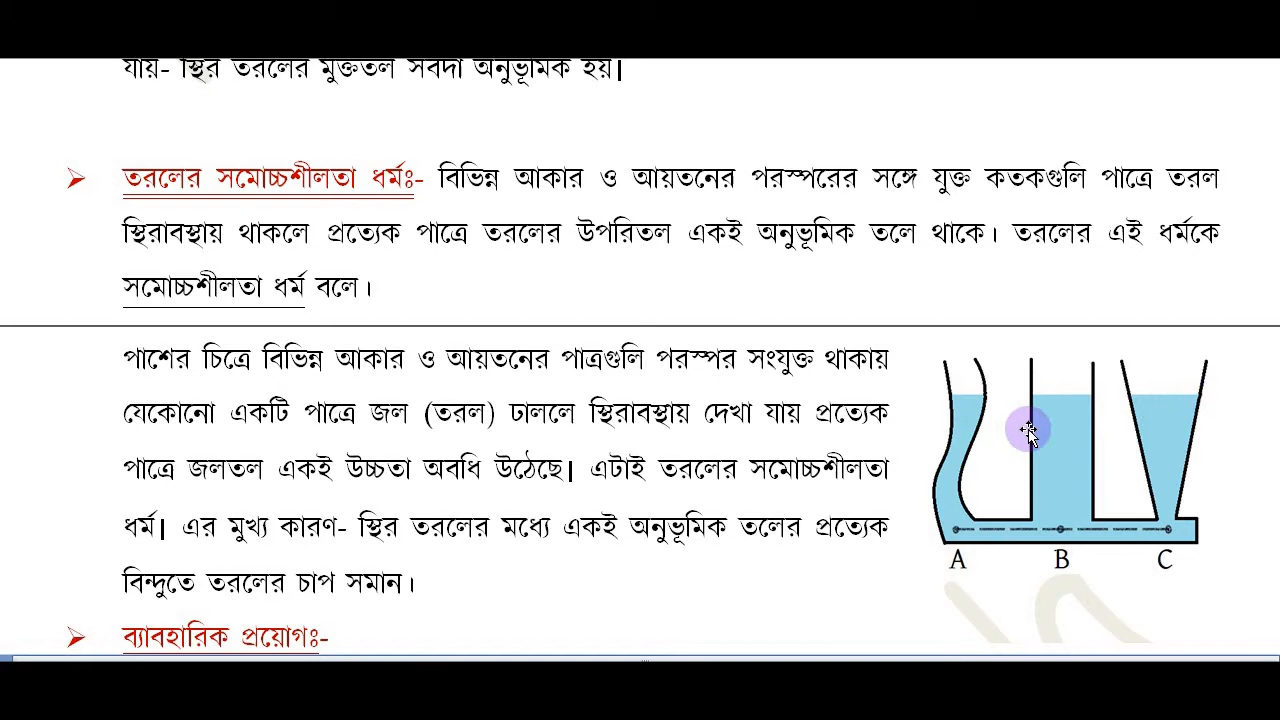 যায়- স্থির তরলের মুক্ততল সর্বদা অনুভূমিক হয়।
➢ তরলের সমোচ্চশীলতা ধর্মঃ- বিভিন্ন আকার ও আয়তনের পরস্পরের সঙ্গে যুক্ত কতকগুলি পাত্রে তরল
স্থিরাবস্থায় থাকলে প্রত্যেক পাত্রে তরলের উপরিতল একই অনুভূমিক তলে থাকে। তরলের এই ধর্মকে
সমোচ্চশীলতা ধর্ম বলে।
পাশের চিত্রে বিভিন্ন আকার ও আয়তনের পাত্রগুলি পরস্পর সংযুক্ত থাকায়
যেকোনো একটি পাত্রে জল (তরল) ঢাললে স্থিরাবস্থায় দেখা যায় প্রত্যেক
পাত্রে জলতল একই উচ্চতা অবধি উঠেছে। এটাই তরলের সমোচ্চশীলতা
ধর্ম। এর মুখ্য কারণ- স্থির তরলের মধ্যে একই অনুভূমিক তলের প্রত্যেক
বিন্দুতে তরলের চাপ সমান।
A B C
➢ ব্যাবহারিক প্রয়োগঃ-